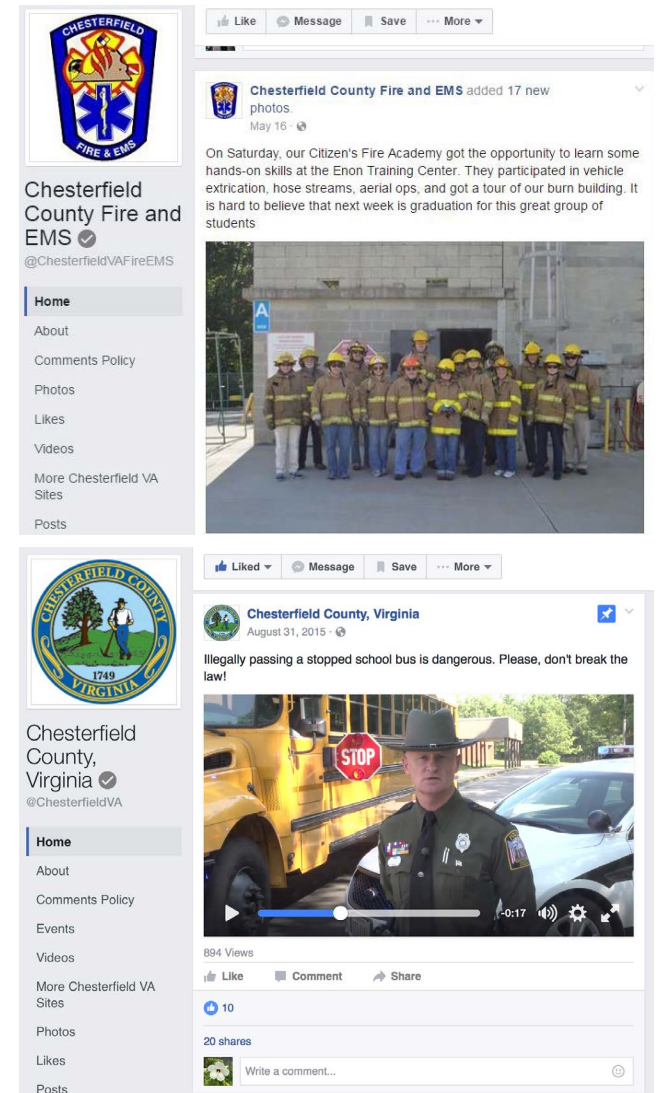 CHESTERFIELD
FIRE & EMS
Chesterfield
County Fire and
EMS
@ChesterfieldVAFireEMS
Home
About
Comments Policy
Photos
Likes
Videos
More Chesterfield VA
Sites
Posts
Like Message Save ··· More
Chesterfield County Fire and EMS added 17 new
photos.
May 16 ·
On Saturday, our Citizen's Fire Academy got the opportunity to learn some
hands-on skills at the Enon Training Center. They participated in vehicle
extrication, hose streams, aerial ops, and got a tour of our burn building. It
is hard to believe that next week is graduation for this great group of
students
A
CHESTERFIELD COUNTY
1749
VIRGINIA
Chesterfield
County,
Virginia
@ChesterfieldVA
Home
About
Comments Policy
Events
Videos
More Chesterfield VA
Sites
Photos
Likes
Posts
Liked Message Save ··· More
Chesterfield County, Virginia
August 31, 2015 ·
Illegally passing a stopped school bus is dangerous. Please, don't break the
law!
STOP
-0:17
894 Views
Like Comment Share
10
20 shares
Write a comment...